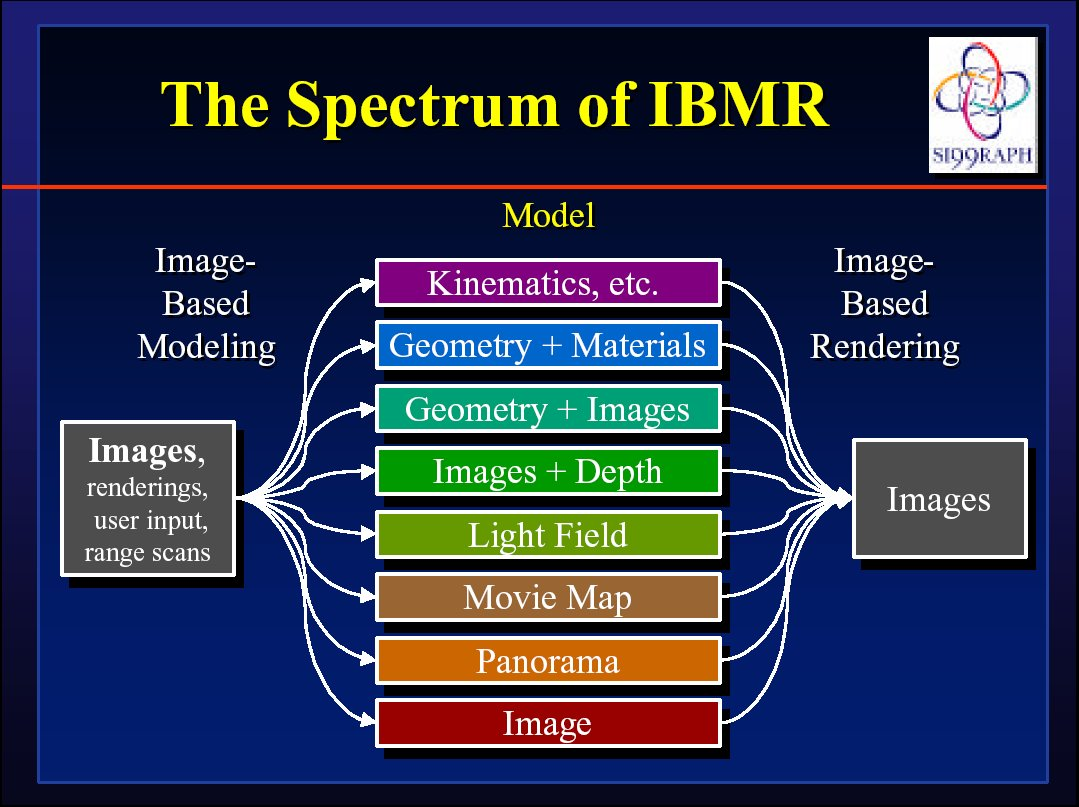 The Spectrum of IBMR
SI99RAPH
Model
Image-
Based
Modeling
Image-
Based
Rendering
Kinematics, etc.
Geometry + Materials
Geometry + Images
Images + Depth
Light Field
Movie Map
Panorama
Image
Images,
renderings,
user input,
range scans
Images